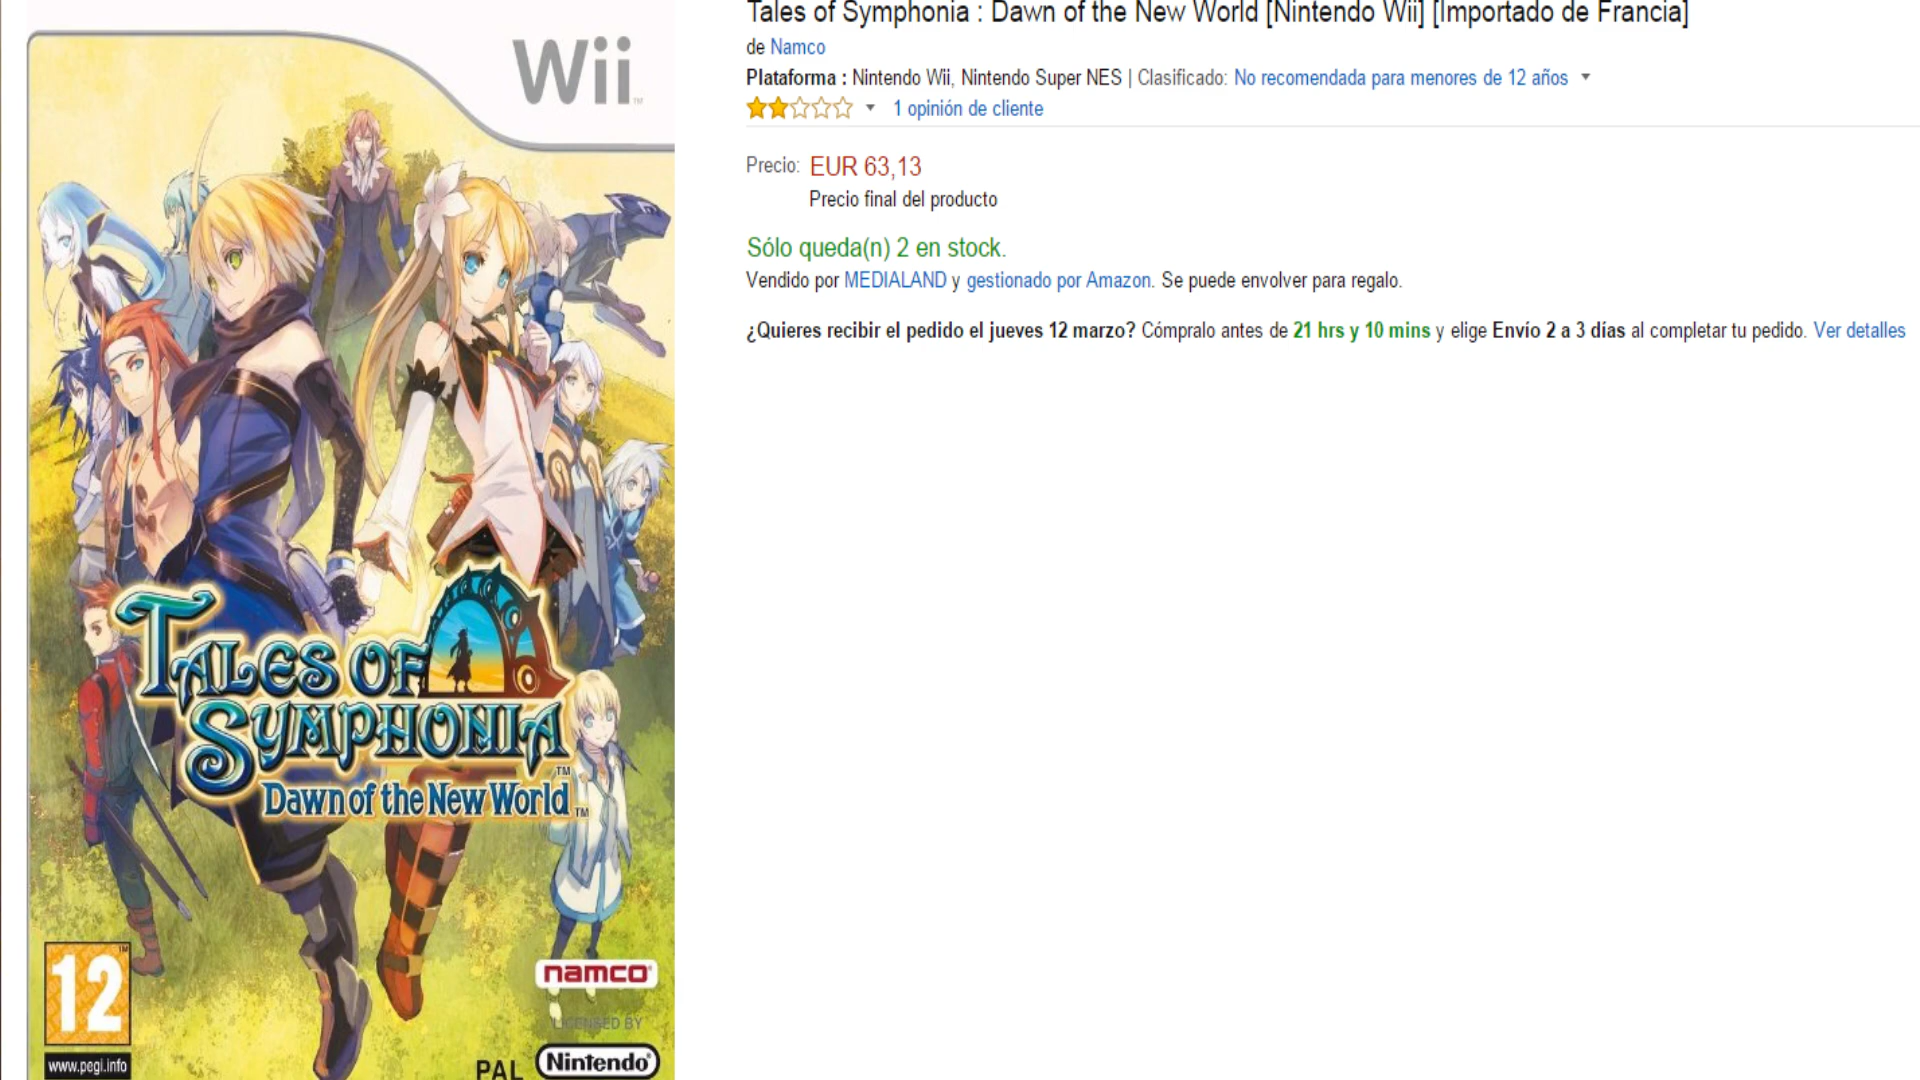 Wii
TALES OF
SYMPHONIA
Dawn of the New World
12
www.pegi.info
namco
LICENSED BY
PAL
Nintendo
Tales of Symphonia : Dawn of the New World [Nintendo Wii] [Importado de Francia]
de Namco
Plataforma : Nintendo Wii, Nintendo Super NES | Clasificado: No recomendada para menores de 12 años
1 opinión de cliente
Precio: EUR 63,13
Precio final del producto
Sólo queda(n) 2 en stock.
Vendido por MEDIALAND y gestionado por Amazon. Se puede envolver para regalo.
¿Quieres recibir el pedido el jueves 12 marzo? Cómpralo antes de 21 hrs y 10 mins y elige Envío 2 a 3 días al completar tu pedido. Ver detalles